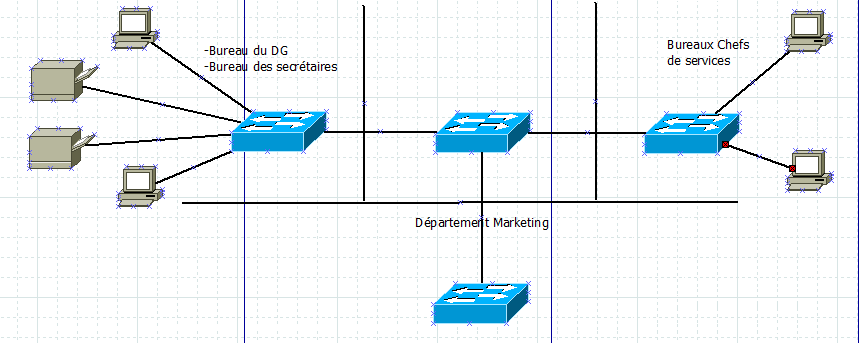 -Bureau du DG
-Bureau des secrétaires
Bureaux Chefs
de services
Département Marketing